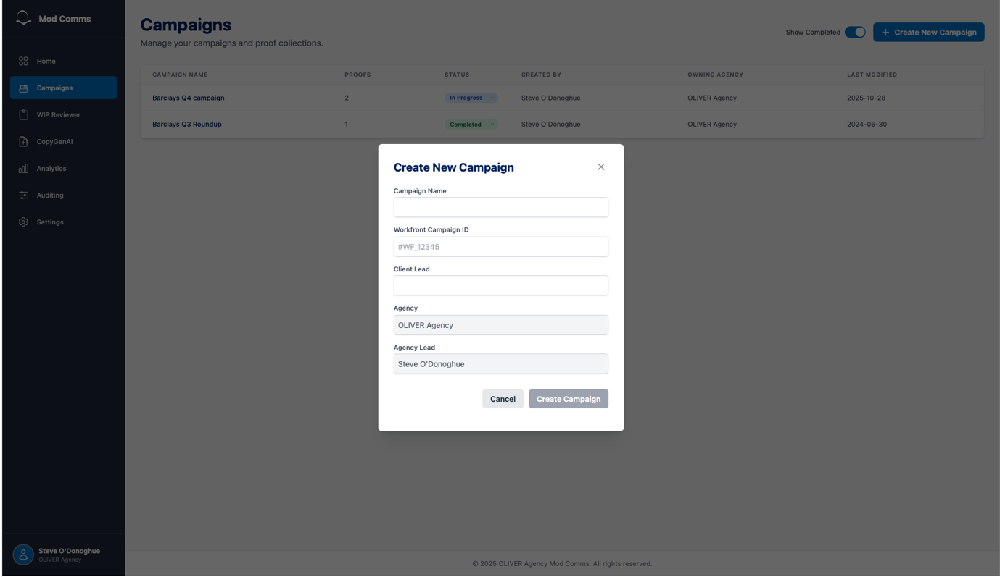 Mod Comms
Home
Campaigns
WIP Reviewer
CopyGenAI
Analytics
Auditing
Settings
Steve O'Donoghue
OLIVER Agency
Campaigns
Manage your campaigns and proof collections.
Show Completed
Create New Campaign
CAMPAIGN NAME PROOFS STATUS CREATED BY OWNING AGENCY LAST MODIFIED
Barclays Q4 campaign 2 In Progress Steve O'Donoghue OLIVER Agency 2025-10-28
Barclays Q3 Roundup 1 Completed Steve O'Donoghue OLIVER Agency 2024-06-30
Create New Campaign
Campaign Name
Workfront Campaign ID
#WF_12345
Client Lead
Agency
OLIVER Agency
Agency Lead
Steve O'Donoghue
Cancel Create Campaign
© 2025 OLIVER Agency Mod Comms. All rights reserved.